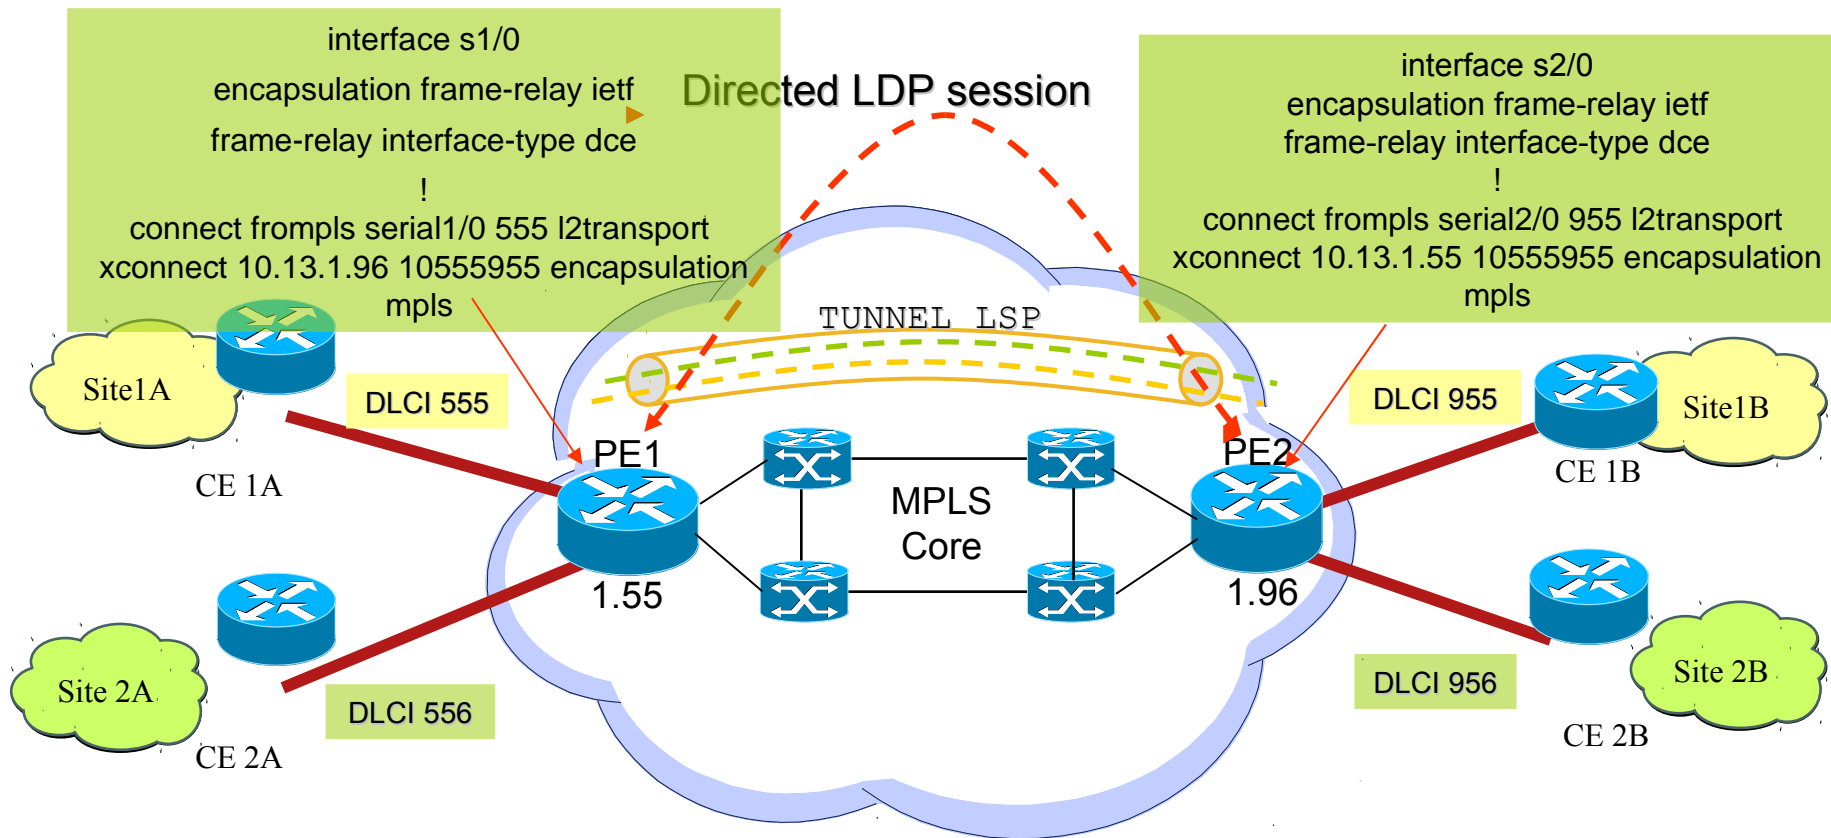 interface s1/0
encapsulation frame-relay ietf
frame-relay interface-type dce
!
connect frompls serial1/0 555 l2transport
xconnect 10.13.1.96 10555955 encapsulation
mpls
Directed LDP session
interface s2/0
encapsulation frame-relay ietf
frame-relay interface-type dce
!
connect frompls serial2/0 955 l2transport
xconnect 10.13.1.55 10555955 encapsulation
mpls
TUNNEL LSP
Site1A
DLCI 555
DLCI 955
Site1B
CE 1A
PE1
PE2
CE 1B
MPLS
Core
1.55
1.96
Site 2A
DLCI 556
DLCI 956
Site 2B
CE 2A
CE 2B